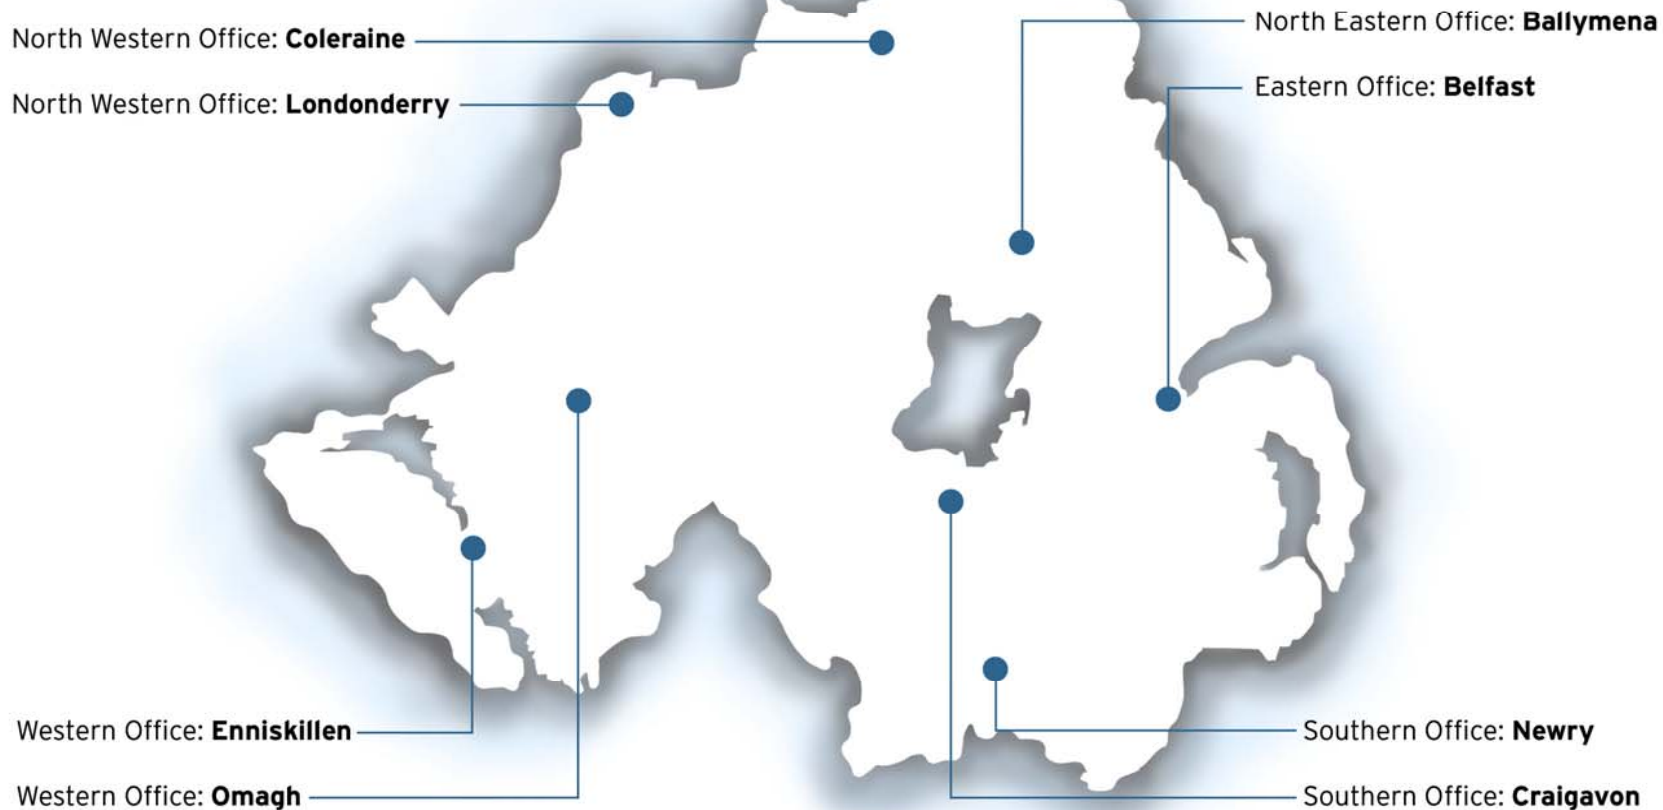 North Western Office: Coleraine
North Western Office: Londonderry
North Eastern Office: Ballymena
Eastern Office: Belfast
Western Office: Enniskillen
Western Office: Omagh
Southern Office: Newry
Southern Office: Craigavon